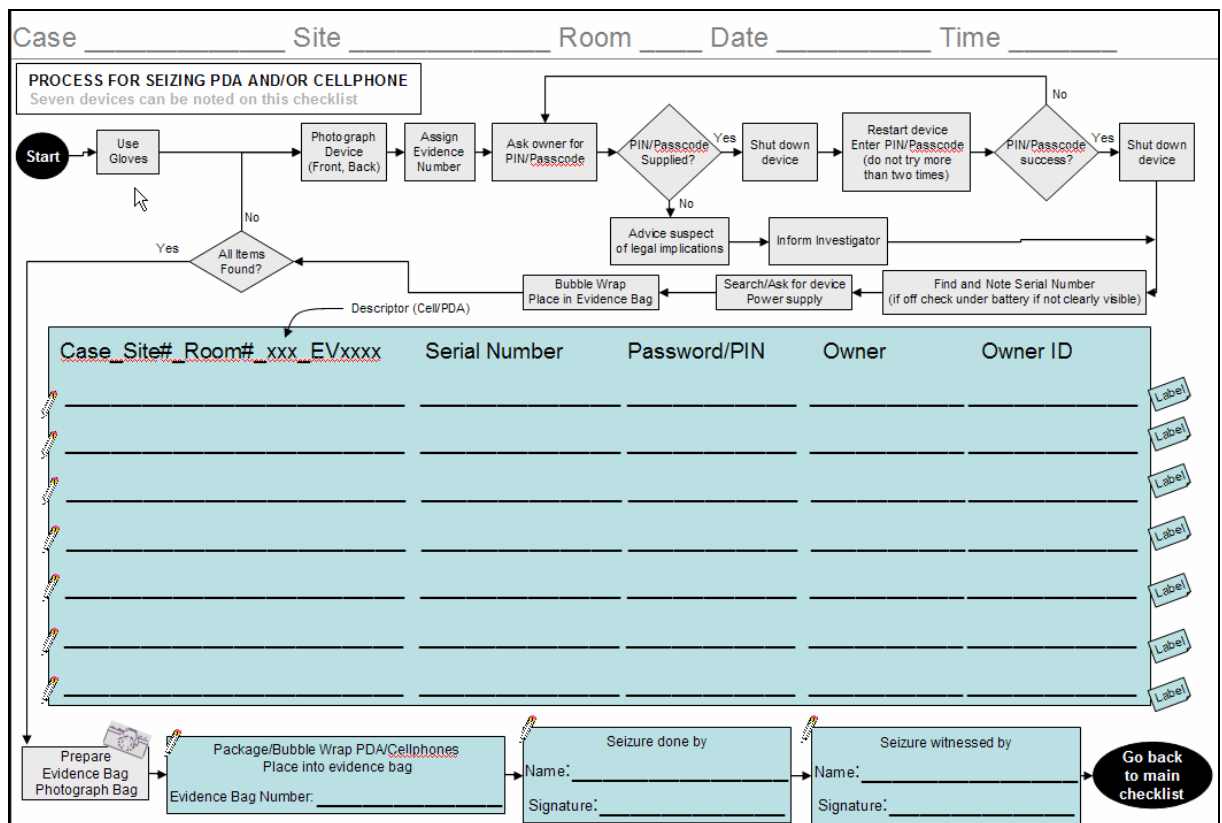 Case _____________ Site _____________ Room ____ Date __________ Time _______
PROCESS FOR SEIZING PDA AND/OR CELLPHONE
Seven devices can be noted on this checklist
Start
Use
Gloves
Photograph
Device
(Front, Back)
Assign
Evidence
Number
Ask owner for
PIN/Passcode
PIN/Passcode
Supplied?
Yes
Shut down
device
Restart device
Enter PIN/Passcode
(do not try more
than two times)
PIN/Passcode
success?
No
Yes
Shut down
device
No
Advice suspect
of legal implications
Inform Investigator
Find and Note Serial Number
(if off check under battery if not clearly visible)
Search/Ask for device
Power supply
Bubble Wrap
Place in Evidence Bag
All Items
Found?
No
Yes
Descriptor (Cell/PDA)
Case_Site#_Room#_xxx_EVxxxx Serial Number Password/PIN Owner Owner ID
Label
Label
Label
Label
Label
Label
Label
Prepare
Evidence Bag
Photograph Bag
Package/Bubble Wrap PDA/Cellphones
Place into evidence bag
Evidence Bag Number: ____________________
Seizure done by
Name: ____________________
Signature: ____________________
Seizure witnessed by
Name: ____________________
Signature: ____________________
Go back
to main
checklist